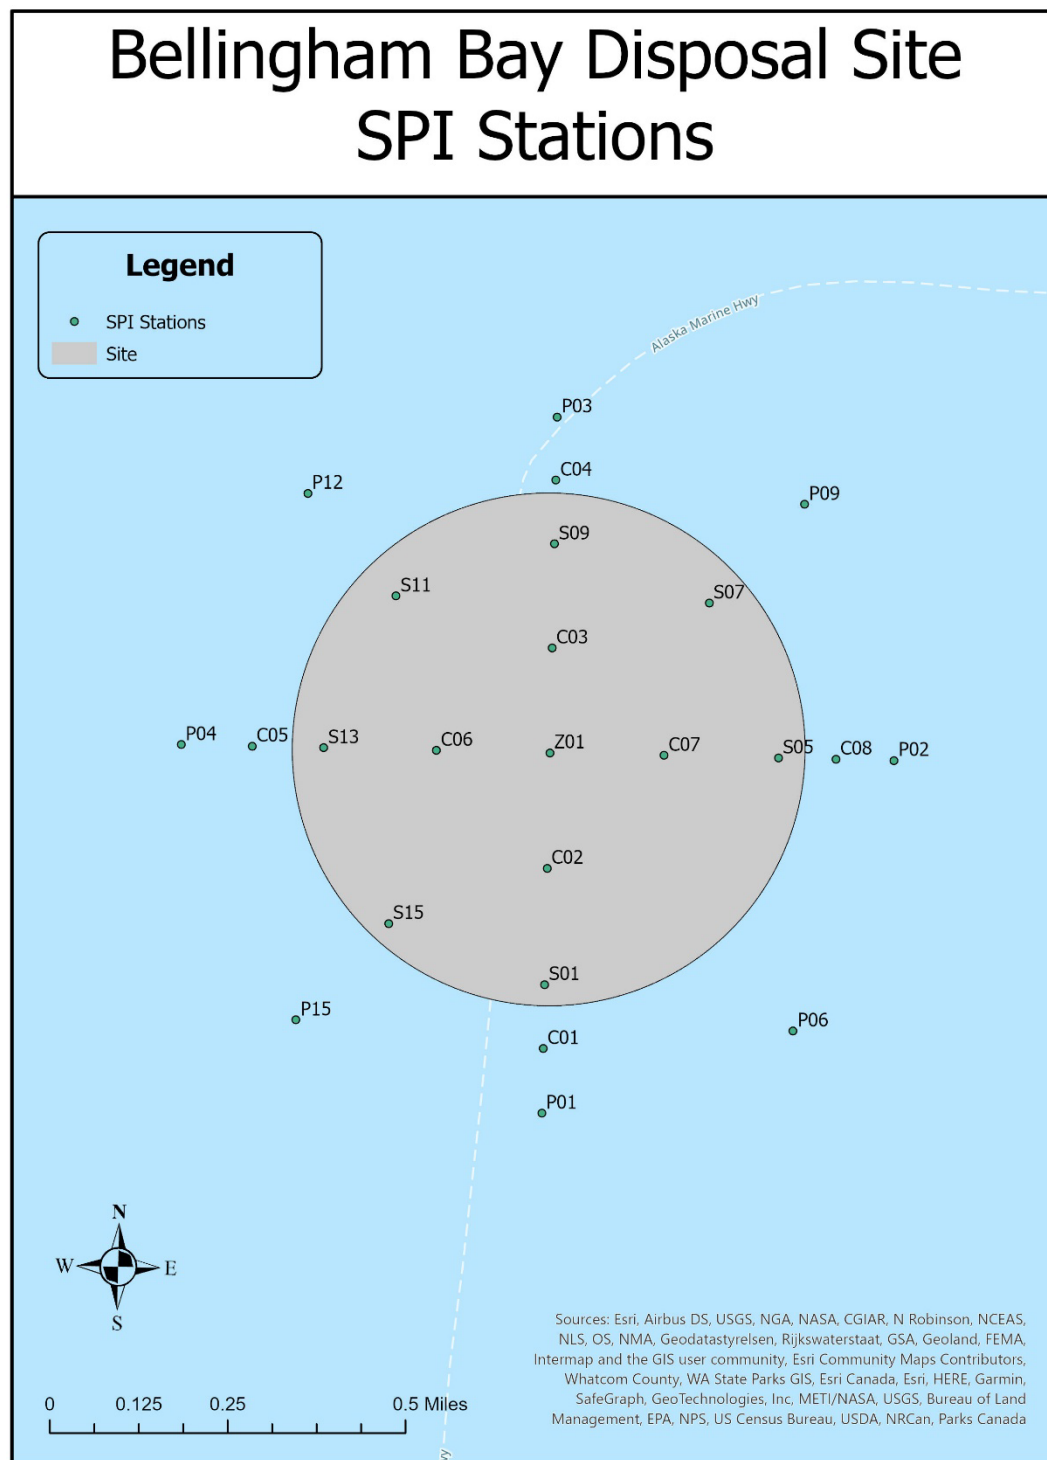 Bellingham Bay Disposal Site
SPI Stations
Legend
SPI Stations
Site
Alaska Marine Hwy
P03
C04
P12
P09
S09
S11
S07
C03
P04
C05
S13
C06
Z01
C07
S05
C08
P02
C02
S15
S01
P15
C01
P06
P01
N
W
E
S
Sources: Esri, Airbus DS, USGS, NGA, NASA, CGIAR, N Robinson, NCEAS,
NLS, OS, NMA, Geodatastyrelsen, Rijkswaterstaat, GSA, Geoland, FEMA,
Intermap and the GIS user community, Esri Community Maps Contributors,
Whatcom County, WA State Parks GIS, Esri Canada, Esri, HERE, Garmin,
SafeGraph, GeoTechnologies, Inc, METI/NASA, USGS, Bureau of Land
Management, EPA, NPS, US Census Bureau, USDA, NRCan, Parks Canada
0 0.125 0.25 0.5 Miles